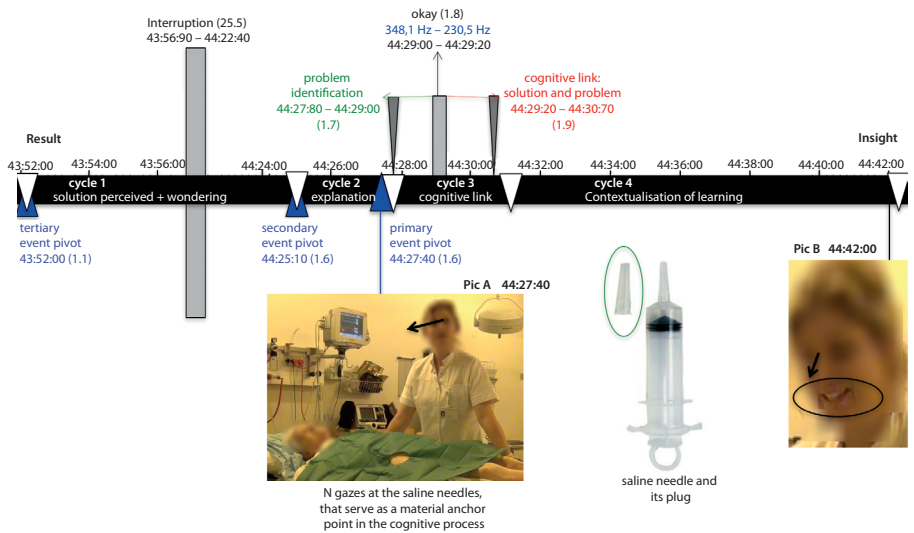 Interruption (25.5)
43:56:90 – 44:22:40
okay (1.8)
348,1 Hz – 230,5 Hz
44:29:00 – 44:29:20
problem
identification
44:27:80 – 44:29:00
(1.7)
cognitive link:
solution and problem
44:29:20 – 44:30:70
(1.9)
Result
Insight
43:52:00 43:54:00 43:56:00 44:24:00 44:26:00 44:28:00 44:30:00 44:32:00 44:34:00 44:36:00 44:38:00 44:40:00 44:42:00
cycle 1
solution perceived + wondering
cycle 2
explanation
cycle 3
cognitive link
cycle 4
Contextualisation of learning
tertiary
event pivot
43:52:00 (1.1)
secondary
event pivot
44:25:10 (1.6)
primary
event pivot
44:27:40 (1.6)
Pic A 44:27:40
Pic B 44:42:00
N gazes at the saline needles,
that serve as a material anchor
point in the cognitive process
saline needle and
its plug